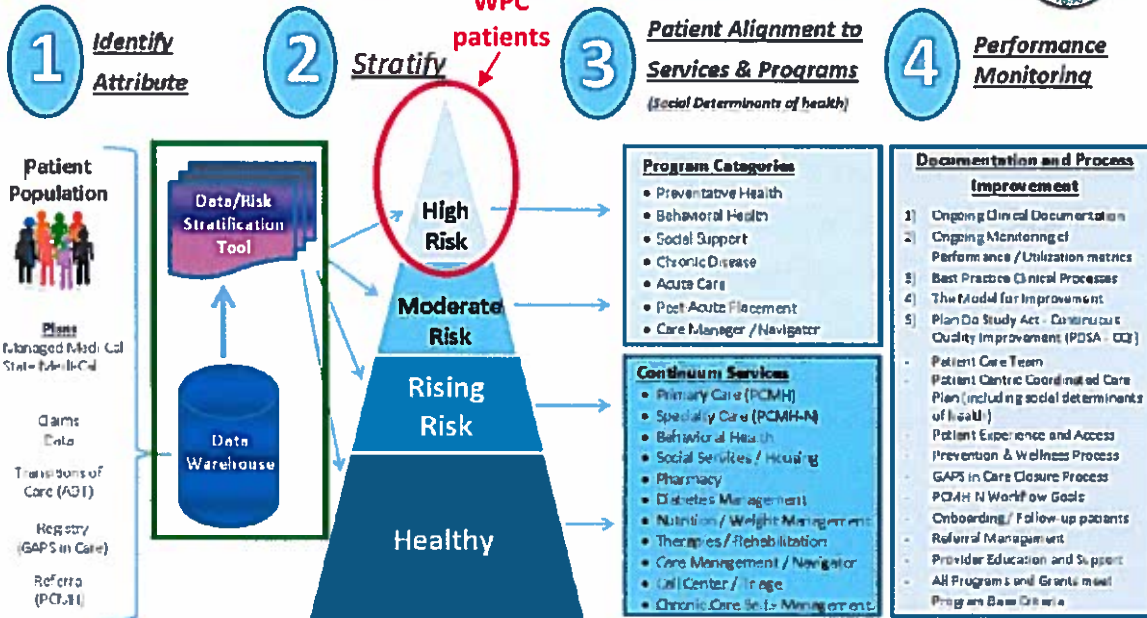 WPC
patients
1
Identify
Attribute
2
Stratify
3
Patient Alignment to
Services & Programs
(Social Determinants of health)
4
Performance
Monitoring
Patient
Population
Plans
Managed Medi Cal
State Medi-Cal
Claims
Data
Transitions of
Care (ADT)
Registry
(GAPS in Care)
Referra
(PCMH)
Data/Risk
Stratification
Tool
Data
Warehouse
High
Risk
Moderate
Risk
Rising
Risk
Healthy
Program Categories
• Preventative Health
• Behavioral Health
• Social Support
• Chronic Disease
• Acute Care
• Post Acute Placement
• Care Manager / Navigator
Continuum Services
• Primary Care (PCMH)
• Specialty Care (PCMH-N)
• Behavioral Health
• Social Services / Housing
• Pharmacy
• Diabetes Management
• Nutrition / Weight Management
• Therapies / Rehabilitation
• Care Management / Navigator
• Call Center / Triage
• Chronic Care Self- Management
Documentation and Process
Improvement
1) Ongoing Clinical Documentation
2) Ongoing Monitoring of
Performance / Utilization metrics
3) Best Practice Clinical Processes
4) The Model for Improvement
5) Plan Do Study Act - Continuous
Quality Improvement (PDSA - CQI)
- Patient Care Team
- Patient Centric Coordinated Care
Plan (including social determinants
of health)
- Patient Experience and Access
- Prevention & Wellness Process
- GAPS in Care Closure Process
- PCMH N Workflow Goals
- Onboarding / Follow-up patients
- Referral Management
- Provider Education and Support
- All Programs and Grants meet
Program Base Criteria